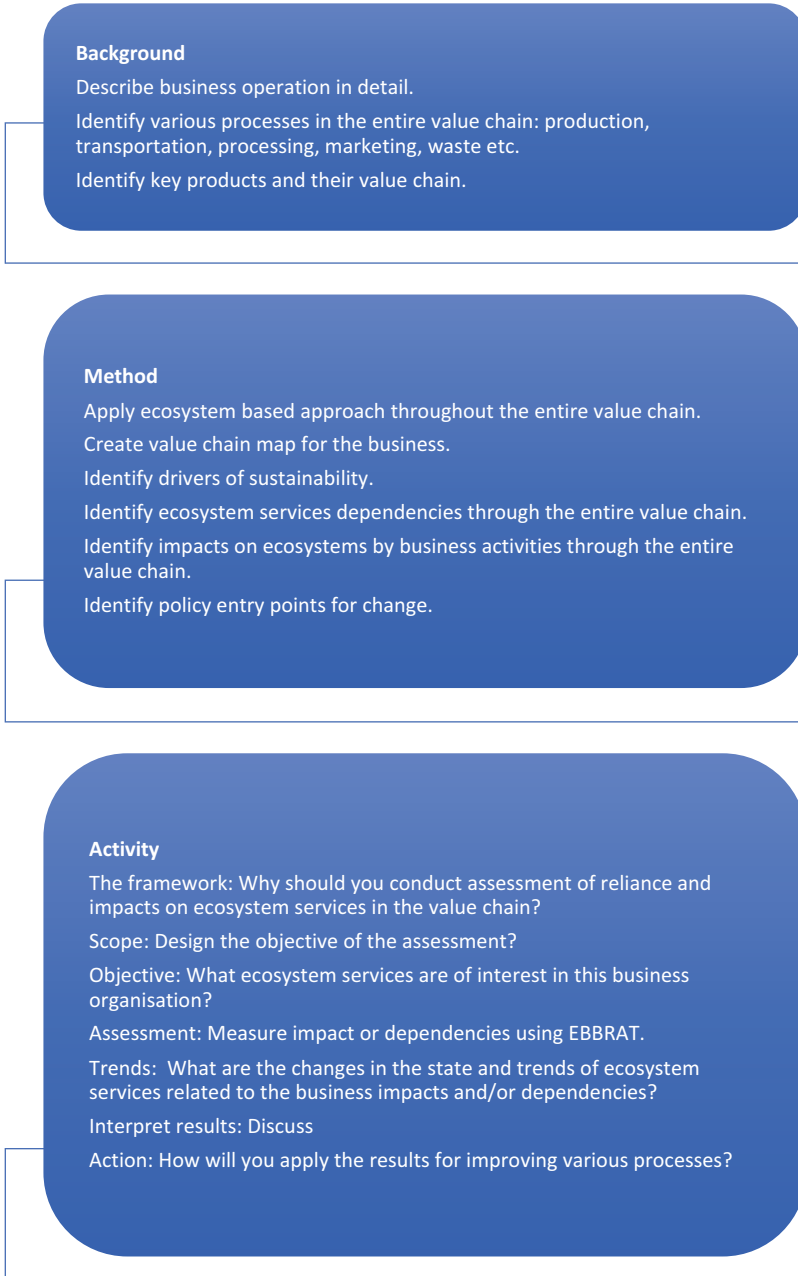 Background
Describe business operation in detail.
Identify various processes in the entire value chain: production,
transportation, processing, marketing, waste etc.
Identify key products and their value chain.
Method
Apply ecosystem based approach throughout the entire value chain.
Create value chain map for the business.
Identify drivers of sustainability.
Identify ecosystem services dependencies through the entire value chain.
Identify impacts on ecosystems by business activities through the entire
value chain.
Identify policy entry points for change.
Activity
The framework: Why should you conduct assessment of reliance and
impacts on ecosystem services in the value chain?
Scope: Design the objective of the assessment?
Objective: What ecosystem services are of interest in this business
organisation?
Assessment: Measure impact or dependencies using EBBRAT.
Trends:  What are the changes in the state and trends of ecosystem
services related to the business impacts and/or dependencies?
Interpret results: Discuss
Action: How will you apply the results for improving various processes?